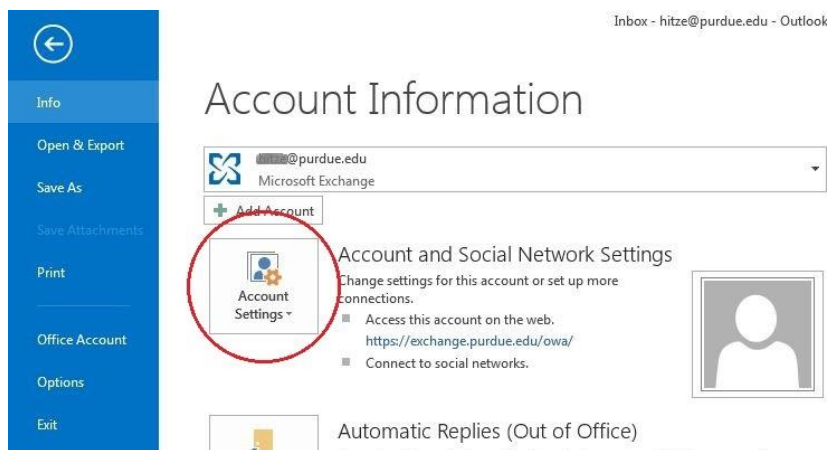 Inbox - hitze@purdue.edu - Outlook
Info
Open & Export
Save As
Save Attachments
Print
Office Account
Options
Exit
Account Information
@purdue.edu
Microsoft Exchange
Add Account
Account
Settings
Account and Social Network Settings
Change settings for this account or set up more
connections.
Access this account on the web.
https://exchange.purdue.edu/owa/
Connect to social networks.
Automatic Replies (Out of Office)